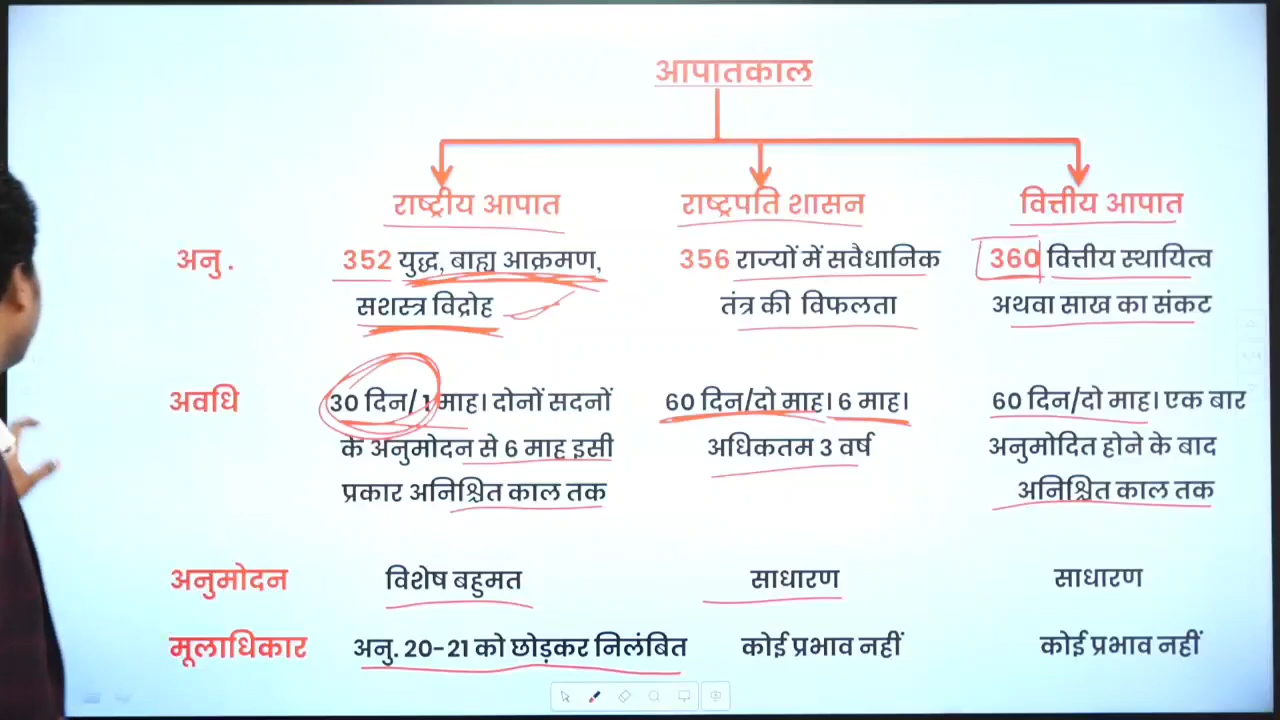 आपातकाल
राष्ट्रीय आपात राष्ट्रपति शासन वित्तीय आपात
अनु. 352 युद्ध, बाह्य आक्रमण, 356 राज्यों में सवैधानिक 360 वित्तीय स्थायित्व
सशस्त्र विद्रोह तंत्र की विफलता अथवा साख का संकट
अवधि 30 दिन/1 माह। दोनों सदनों 60 दिन/दो माह। 6 माह। 60 दिन/दो माह। एक बार
के अनुमोदन से 6 माह इसी अधिकतम 3 वर्ष अनुमोदित होने के बाद
प्रकार अनिश्चित काल तक अनिश्चित काल तक
अनुमोदन विशेष बहुमत साधारण साधारण
मूलाधिकार अनु. 20-21 को छोड़कर निलंबित कोई प्रभाव नहीं कोई प्रभाव नहीं